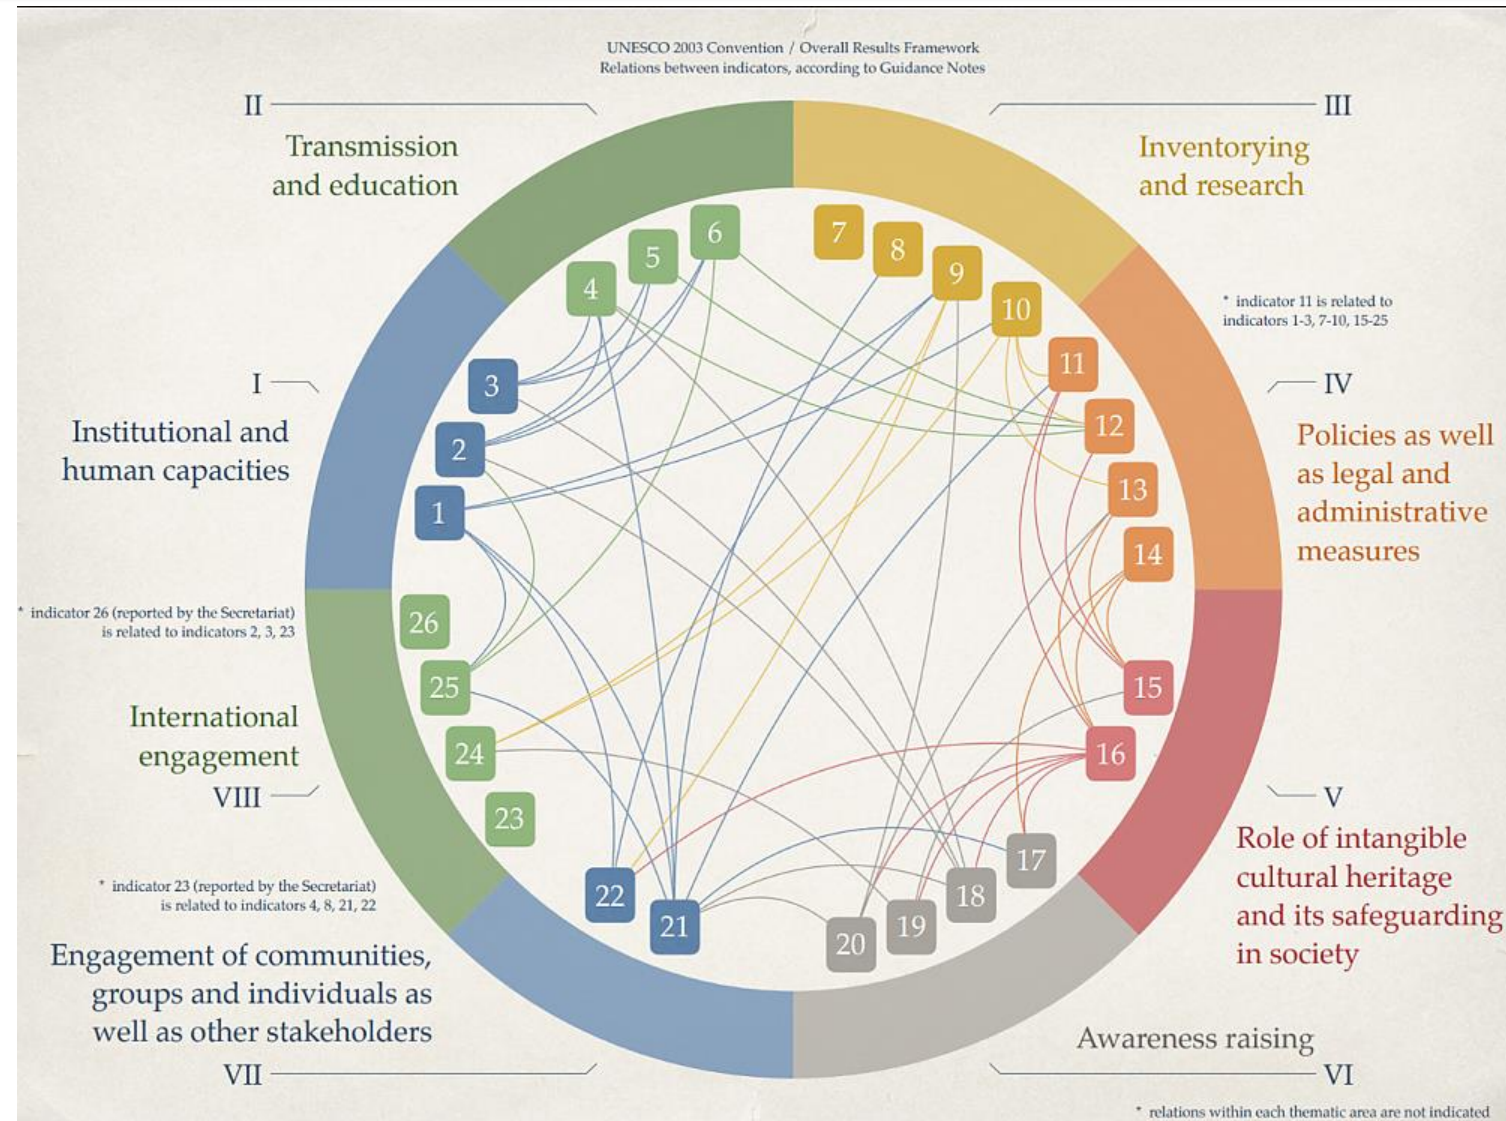 UNESCO 2003 Convention / Overall Results Framework
Relations between indicators, according to Guidance Notes
II
Transmission
and education
III
Inventorying
and research
* indicator 11 is related to
indicators 1-3, 7-10, 15-25
I
Institutional and
human capacities
IV
Policies as well
as legal and
administrative
measures
6
7
5
8
4
9
10
3
11
2
12
1
13
14
26
25
15
24
16
23
17
22
18
21
19
20
* indicator 26 (reported by the Secretariat)
is related to indicators 2, 3, 23
International
engagement
VIII
V
Role of intangible
cultural heritage
and its safeguarding
in society
* indicator 23 (reported by the Secretariat)
is related to indicators 4, 8, 21, 22
Engagement of communities,
groups and individuals as
well as other stakeholders
VII
Awareness raising
VI
* relations within each thematic area are not indicated